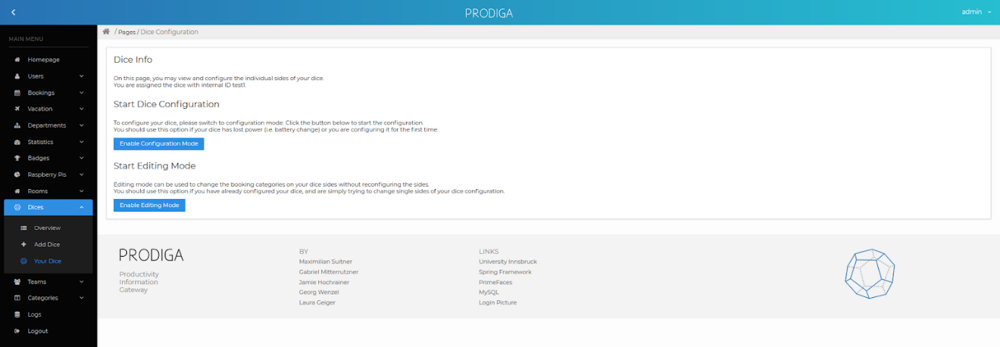 PRODIGA
admin
/ Pages / Dice Configuration
MAIN MENU
Homepage
Users
Bookings
Vacation
Departments
Statistics
Badges
Raspberry Pis
Rooms
Dices
Overview
Add Dice
Your Dice
Teams
Categories
Logs
Logout
Dice Info
On this page, you may view and configure the individual sides of your dice.
You are assigned the dice with internal ID test1.
Start Dice Configuration
To configure your dice, please switch to configuration mode. Click the button below to start the configuration.
You should use this option if your dice has lost power (i.e. battery change) or you are configuring it for the first time.
Enable Configuration Mode
Start Editing Mode
Editing mode can be used to change the booking categories on your dice sides without reconfiguring the sides.
You should use this option if you have already configured your dice, and are simply trying to change single sides of your dice configuration.
Enable Editing Mode
PRODIGA
Productivity
Information
Gateway
BY
Maximilian Suitner
Gabriel Mitterrutzner
Jamie Hochrainer
Georg Wenzel
Laura Geiger
LINKS
University Innsbruck
Spring Framework
PrimeFaces
MySQL
Login Picture